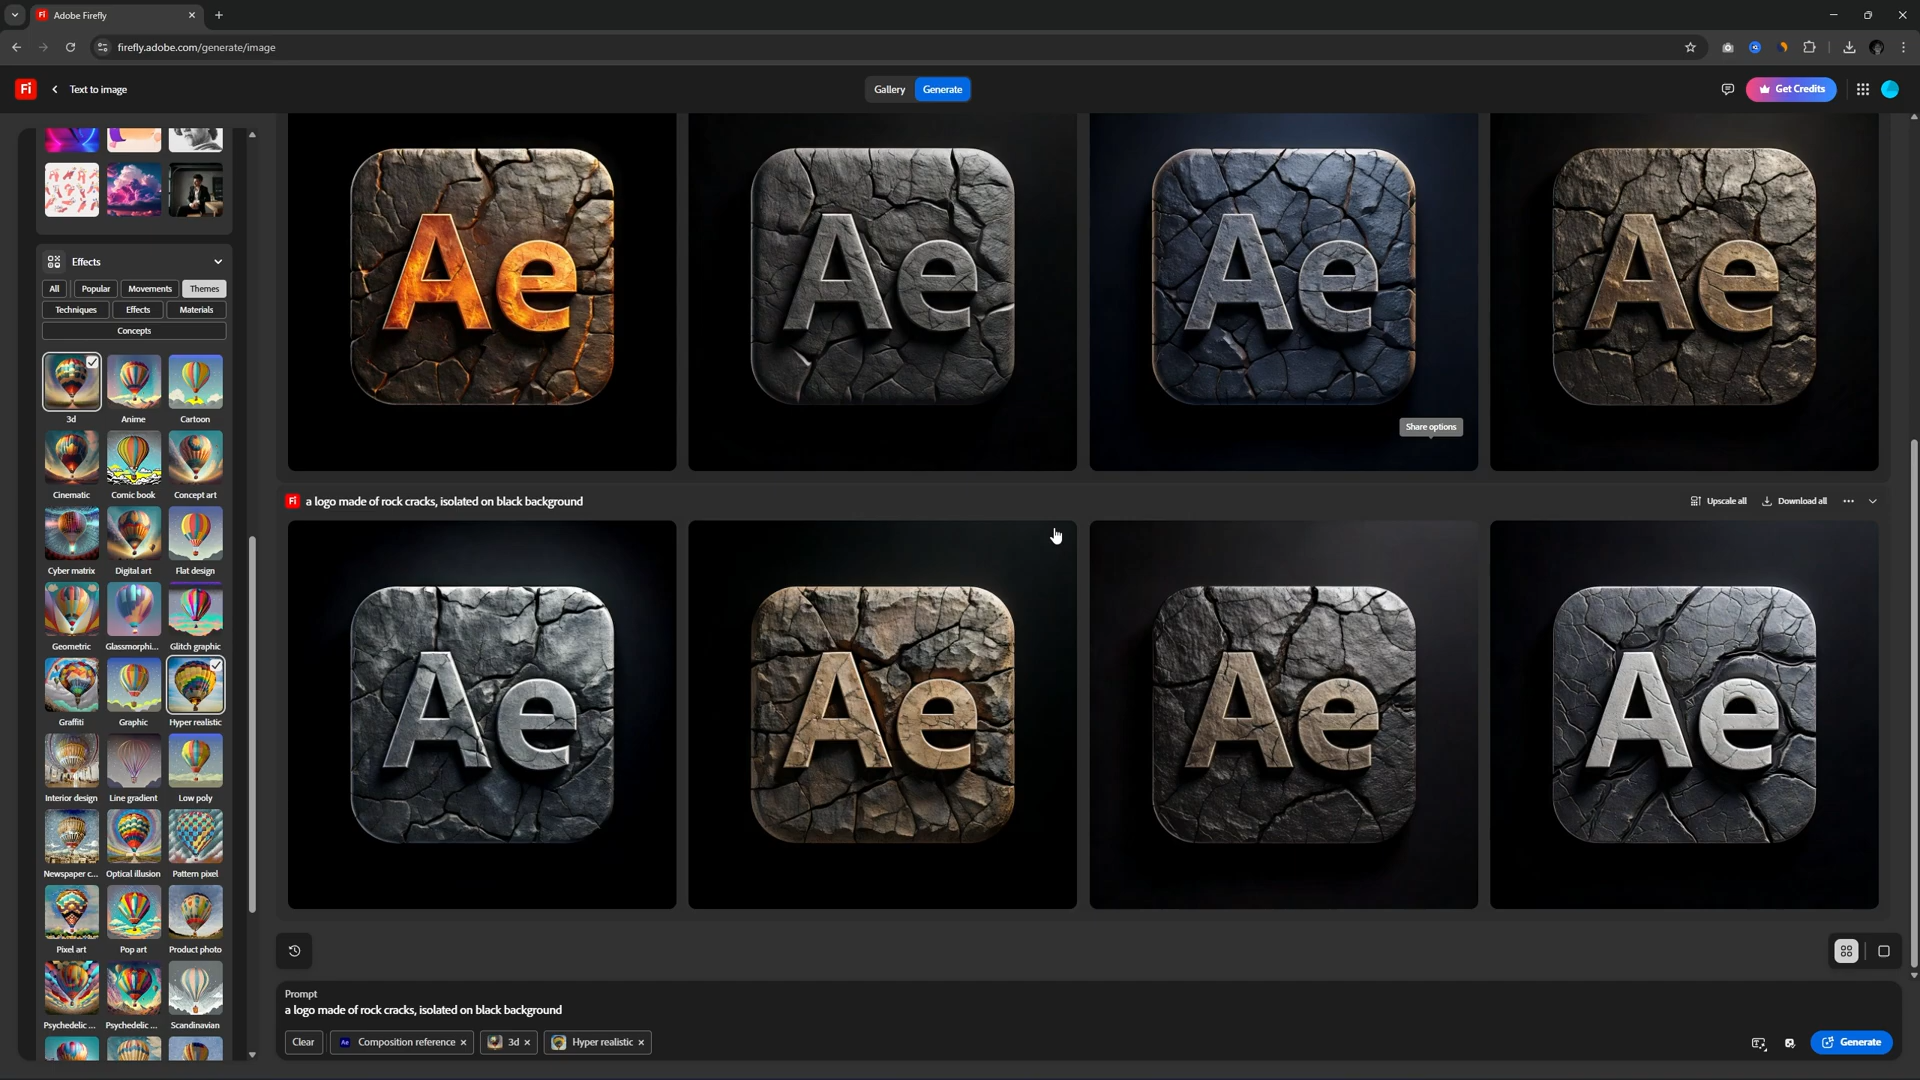 Fi
Adobe Firefly
firefly.adobe.com/generate/image
Fi
Text to image
Gallery
Generate
Get Credits
Effects
All
Popular
Movements
Themes
Techniques
Effects
Materials
Concepts
3d
Anime
Cartoon
Cinematic
Comic book
Concept art
Cyber matrix
Digital art
Flat design
Geometric
Glassmorphi...
Glitch graphic
Graffiti
Graphic
Hyper realistic
Interior design
Line gradient
Low poly
Newspaper c...
Optical illusion
Pattern pixel
Pixel art
Pop art
Product photo
Psychedelic ...
Psychedelic ...
Scandinavian
Ae
Ae
Ae
Ae
Share options
Fi
a logo made of rock cracks, isolated on black background
Upscale all
Download all
Ae
Ae
Ae
Ae
Prompt
a logo made of rock cracks, isolated on black background
Clear
Ae
Composition reference
3d
Hyper realistic
Generate